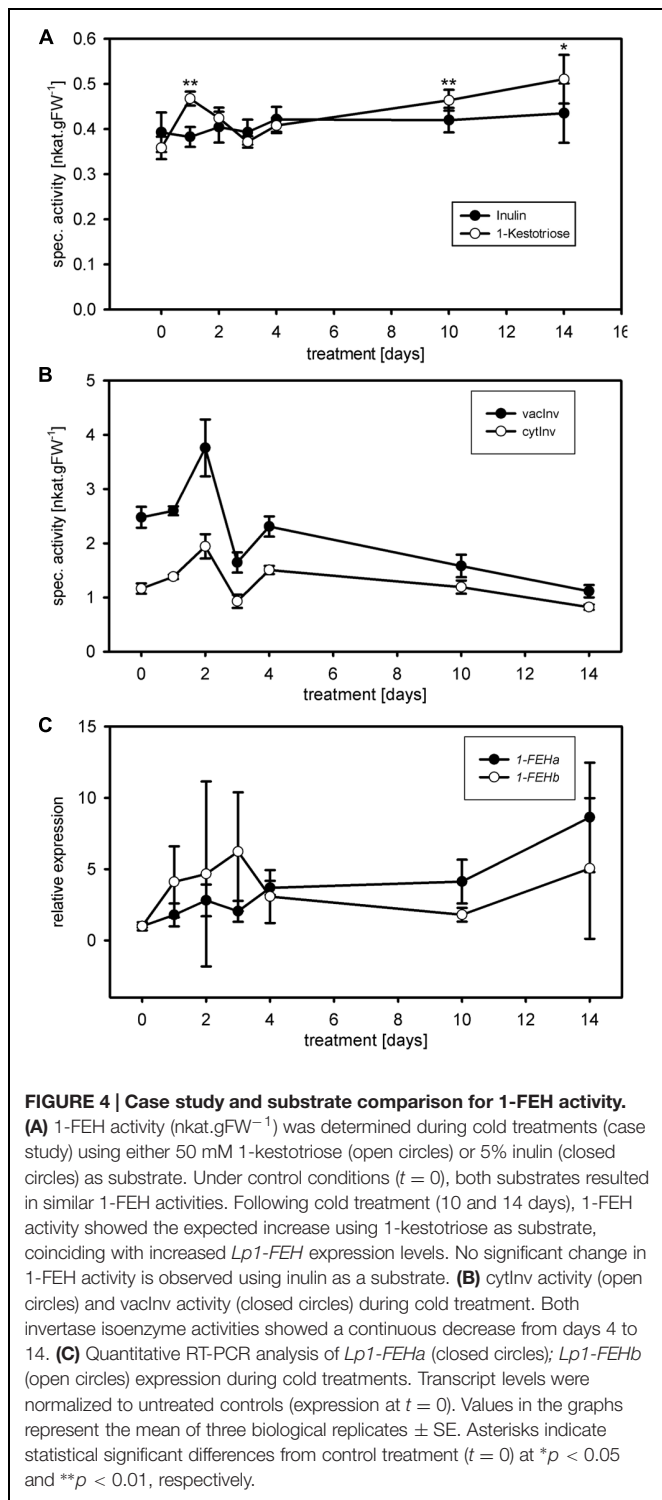 A
0.6
0.5
0.4
0.3
0.2
0.1
0.0
spec. activity [nkat.gFW⁻¹]
**
**
*
Inulin
1-Kestotriose
0 2 4 6 8 10 12 14 16
treatment [days]
B
5
4
3
2
1
0
spec. activity [nkat.gFW⁻¹]
vacInv
cytInv
0 2 4 6 8 10 12 14
treatment [days]
C
15
10
5
0
relative expression
1-FEHa
1-FEHb
0 2 4 6 8 10 12 14
treatment [days]
FIGURE 4 | Case study and substrate comparison for 1-FEH activity.
(A) 1-FEH activity (nkat.gFW⁻¹) was determined during cold treatments (case
study) using either 50 mM 1-kestotriose (open circles) or 5% inulin (closed
circles) as substrate. Under control conditions (t = 0), both substrates resulted
in similar 1-FEH activities. Following cold treatment (10 and 14 days), 1-FEH
activity showed the expected increase using 1-kestotriose as substrate,
coinciding with increased Lp1-FEH expression levels. No significant change in
1-FEH activity is observed using inulin as a substrate. (B) cytInv activity (open
circles) and vacInv activity (closed circles) during cold treatment. Both
invertase isoenzyme activities showed a continuous decrease from days 4 to
14. (C) Quantitative RT-PCR analysis of Lp1-FEHa (closed circles); Lp1-FEHb
(open circles) expression during cold treatments. Transcript levels were
normalized to untreated controls (expression at t = 0). Values in the graphs
represent the mean of three biological replicates ± SE. Asterisks indicate
statistical significant differences from control treatment (t = 0) at *p < 0.05
and **p < 0.01, respectively.